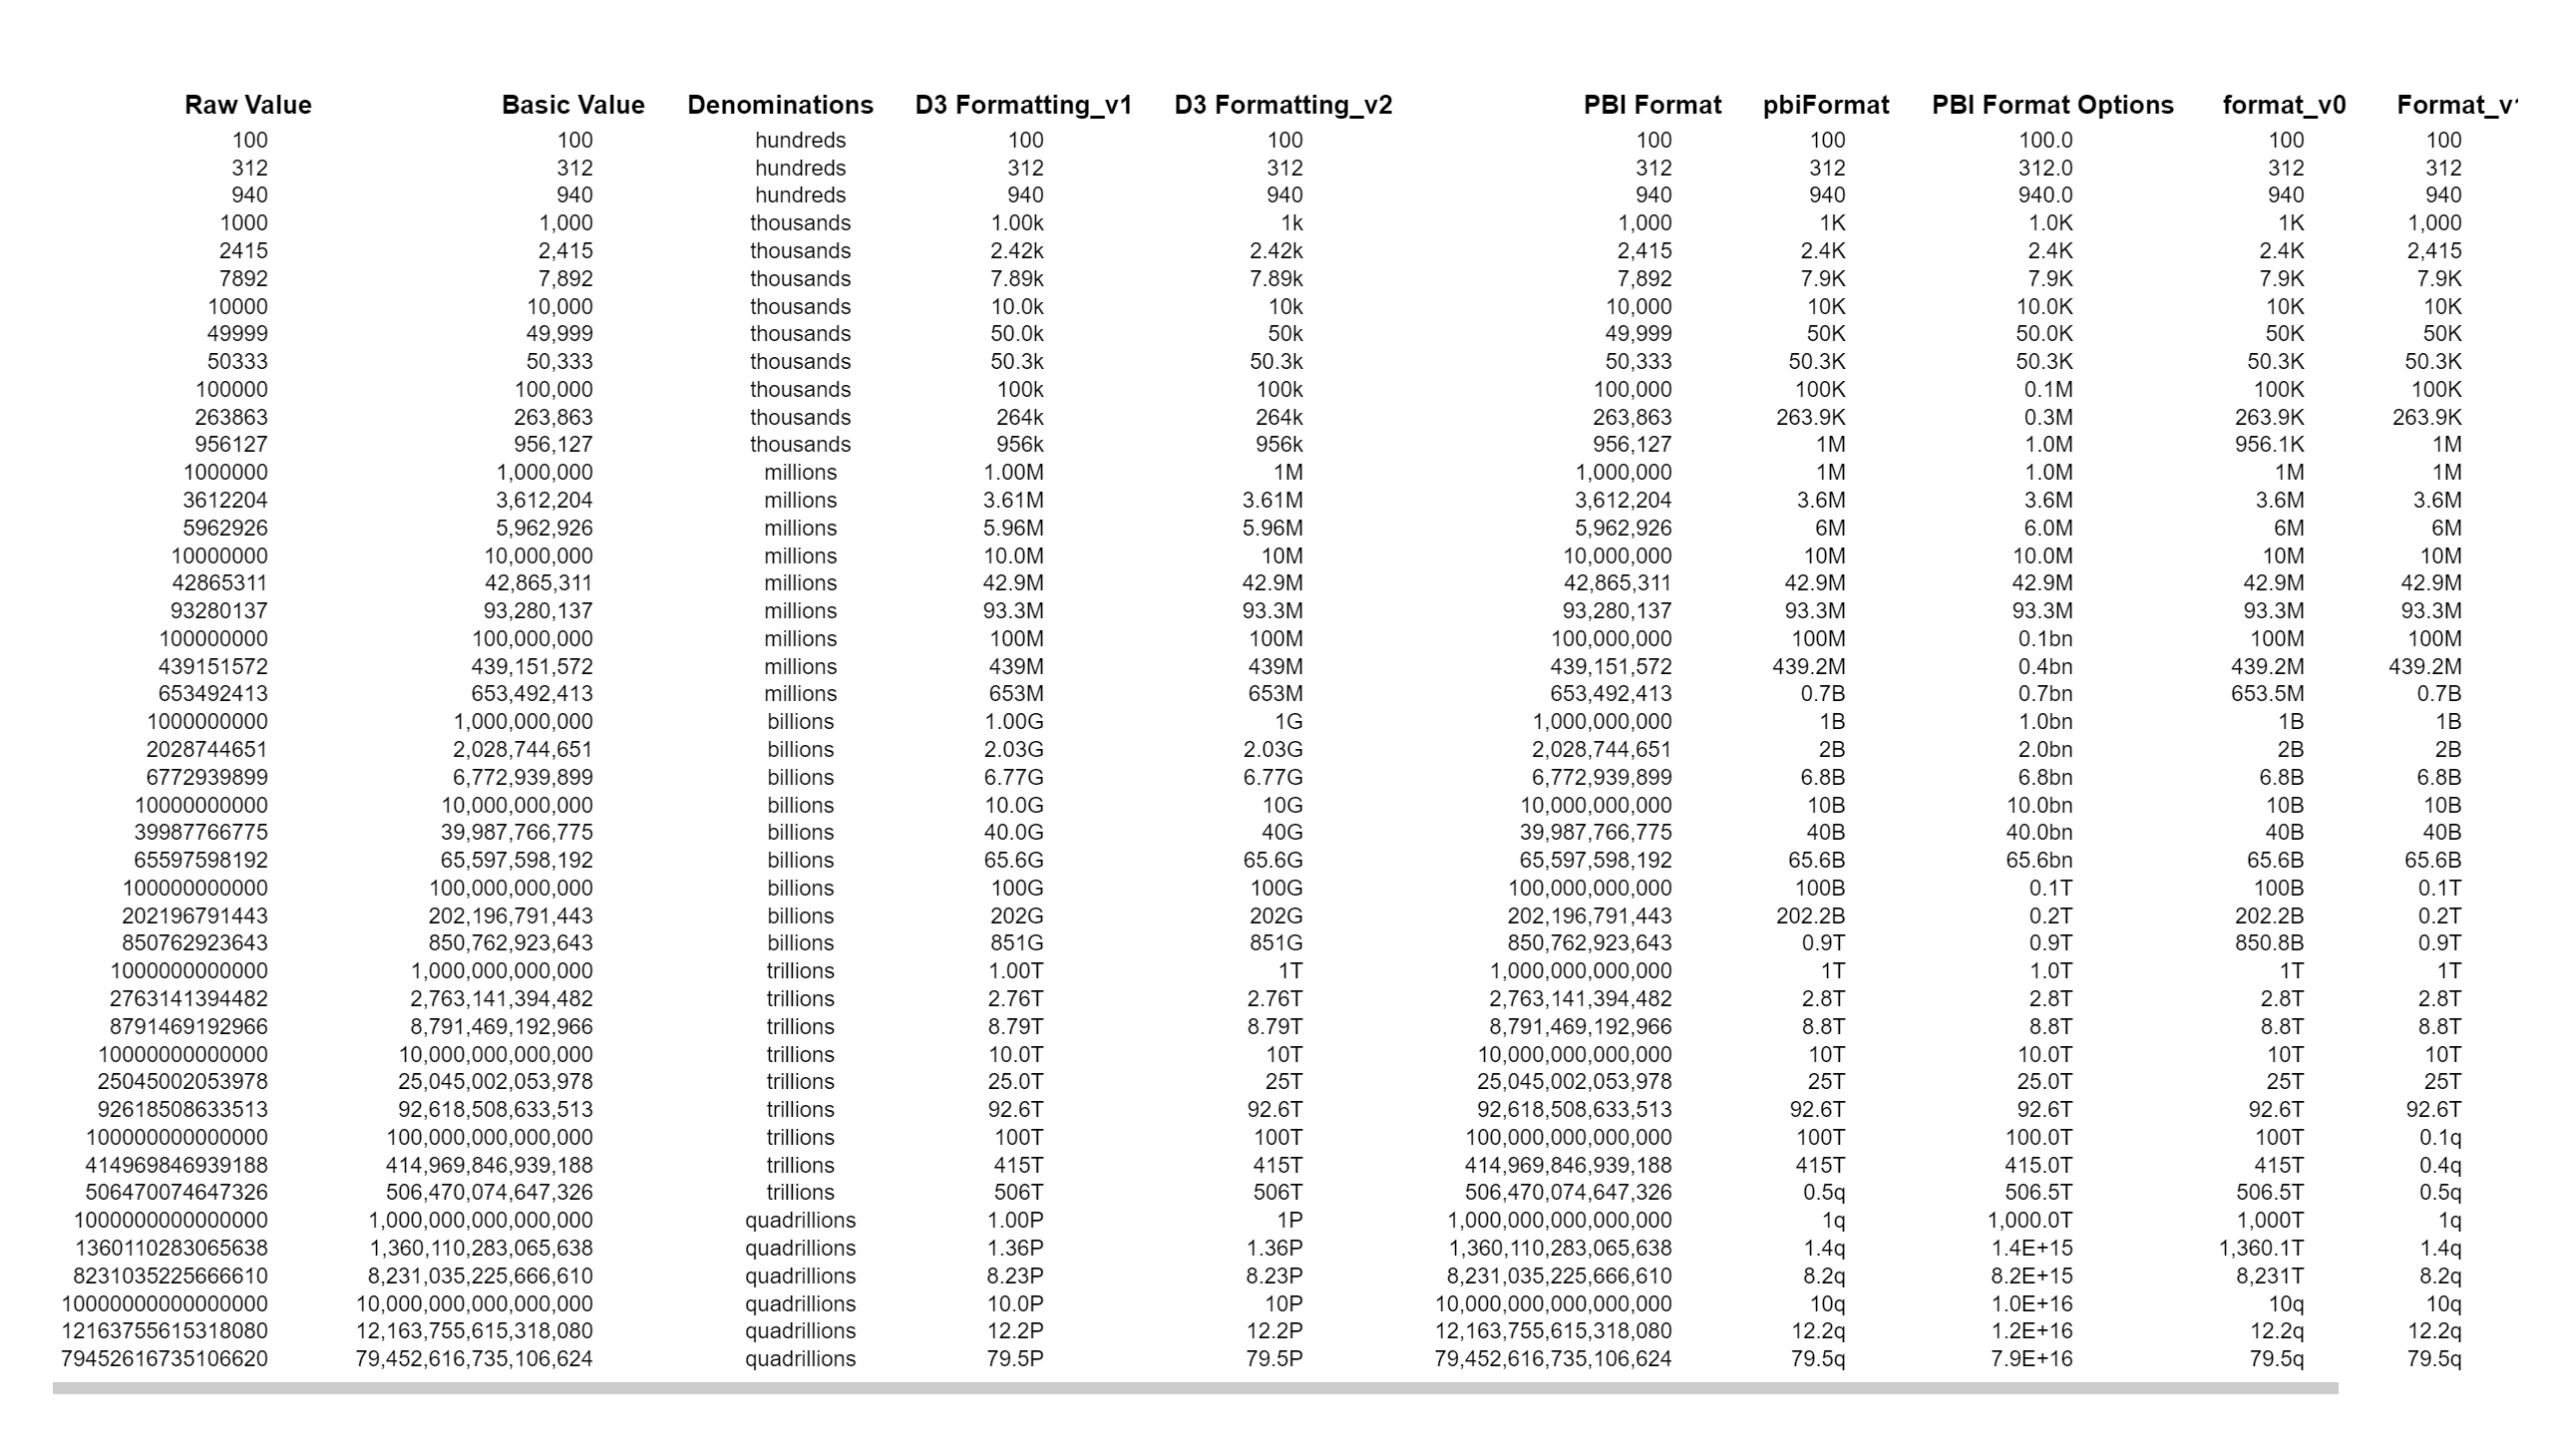 Raw Value Basic Value Denominations D3 Formatting_v1 D3 Formatting_v2 PBI Format pbiFormat PBI Format Options format_v0 Format_v
100 100 hundreds 100 100 100 100 100.0 100 100
312 312 hundreds 312 312 312 312 312.0 312 312
940 940 hundreds 940 940 940 940 940.0 940 940
1000 1,000 thousands 1.00k 1k 1,000 1K 1.0K 1K 1,000
2415 2,415 thousands 2.42k 2.42k 2,415 2.4K 2.4K 2.4K 2,415
7892 7,892 thousands 7.89k 7.89k 7,892 7.9K 7.9K 7.9K 7.9K
10000 10,000 thousands 10.0k 10k 10,000 10K 10.0K 10K 10K
49999 49,999 thousands 50.0k 50k 49,999 50K 50.0K 50K 50K
50333 50,333 thousands 50.3k 50.3k 50,333 50.3K 50.3K 50.3K 50.3K
100000 100,000 thousands 100k 100k 100,000 100K 0.1M 100K 100K
263863 263,863 thousands 264k 264k 263,863 263.9K 0.3M 263.9K 263.9K
956127 956,127 thousands 956k 956k 956,127 1M 1.0M 956.1K 1M
1000000 1,000,000 millions 1.00M 1M 1,000,000 1M 1.0M 1M 1M
3612204 3,612,204 millions 3.61M 3.61M 3,612,204 3.6M 3.6M 3.6M 3.6M
5962926 5,962,926 millions 5.96M 5.96M 5,962,926 6M 6.0M 6M 6M
10000000 10,000,000 millions 10.0M 10M 10,000,000 10M 10.0M 10M 10M
42865311 42,865,311 millions 42.9M 42.9M 42,865,311 42.9M 42.9M 42.9M 42.9M
93280137 93,280,137 millions 93.3M 93.3M 93,280,137 93.3M 93.3M 93.3M 93.3M
100000000 100,000,000 millions 100M 100M 100,000,000 100M 0.1bn 100M 100M
439151572 439,151,572 millions 439M 439M 439,151,572 439.2M 0.4bn 439.2M 439.2M
653492413 653,492,413 millions 653M 653M 653,492,413 0.7B 0.7bn 653.5M 0.7B
1000000000 1,000,000,000 billions 1.00G 1G 1,000,000,000 1B 1.0bn 1B 1B
2028744651 2,028,744,651 billions 2.03G 2.03G 2,028,744,651 2B 2.0bn 2B 2B
6772939899 6,772,939,899 billions 6.77G 6.77G 6,772,939,899 6.8B 6.8bn 6.8B 6.8B
10000000000 10,000,000,000 billions 10.0G 10G 10,000,000,000 10B 10.0bn 10B 10B
39987766775 39,987,766,775 billions 40.0G 40G 39,987,766,775 40B 40.0bn 40B 40B
65597598192 65,597,598,192 billions 65.6G 65.6G 65,597,598,192 65.6B 65.6bn 65.6B 65.6B
100000000000 100,000,000,000 billions 100G 100G 100,000,000,000 100B 0.1T 100B 0.1T
202196791443 202,196,791,443 billions 202G 202G 202,196,791,443 202.2B 0.2T 202.2B 0.2T
850762923643 850,762,923,643 billions 851G 851G 850,762,923,643 0.9T 0.9T 850.8B 0.9T
1000000000000 1,000,000,000,000 trillions 1.00T 1T 1,000,000,000,000 1T 1.0T 1T 1T
2763141394482 2,763,141,394,482 trillions 2.76T 2.76T 2,763,141,394,482 2.8T 2.8T 2.8T 2.8T
8791469192966 8,791,469,192,966 trillions 8.79T 8.79T 8,791,469,192,966 8.8T 8.8T 8.8T 8.8T
10000000000000 10,000,000,000,000 trillions 10.0T 10T 10,000,000,000,000 10T 10.0T 10T 10T
25045002053978 25,045,002,053,978 trillions 25.0T 25T 25,045,002,053,978 25T 25.0T 25T 25T
92618508633513 92,618,508,633,513 trillions 92.6T 92.6T 92,618,508,633,513 92.6T 92.6T 92.6T 92.6T
100000000000000 100,000,000,000,000 trillions 100T 100T 100,000,000,000,000 100T 100.0T 100T 0.1q
414969846939188 414,969,846,939,188 trillions 415T 415T 414,969,846,939,188 415T 415.0T 415T 0.4q
506470074647326 506,470,074,647,326 trillions 506T 506T 506,470,074,647,326 0.5q 506.5T 506.5T 0.5q
1000000000000000 1,000,000,000,000,000 quadrillions 1.00P 1P 1,000,000,000,000,000 1q 1,000.0T 1,000T 1q
1360110283065638 1,360,110,283,065,638 quadrillions 1.36P 1.36P 1,360,110,283,065,638 1.4q 1.4E+15 1,360.1T 1.4q
8231035225666610 8,231,035,225,666,610 quadrillions 8.23P 8.23P 8,231,035,225,666,610 8.2q 8.2E+15 8,231T 8.2q
10000000000000000 10,000,000,000,000,000 quadrillions 10.0P 10P 10,000,000,000,000,000 10q 1.0E+16 10q 10q
12163755615318080 12,163,755,615,318,080 quadrillions 12.2P 12.2P 12,163,755,615,318,080 12.2q 1.2E+16 12.2q 12.2q
79452616735106620 79,452,616,735,106,624 quadrillions 79.5P 79.5P 79,452,616,735,106,624 79.5q 7.9E+16 79.5q 79.5q